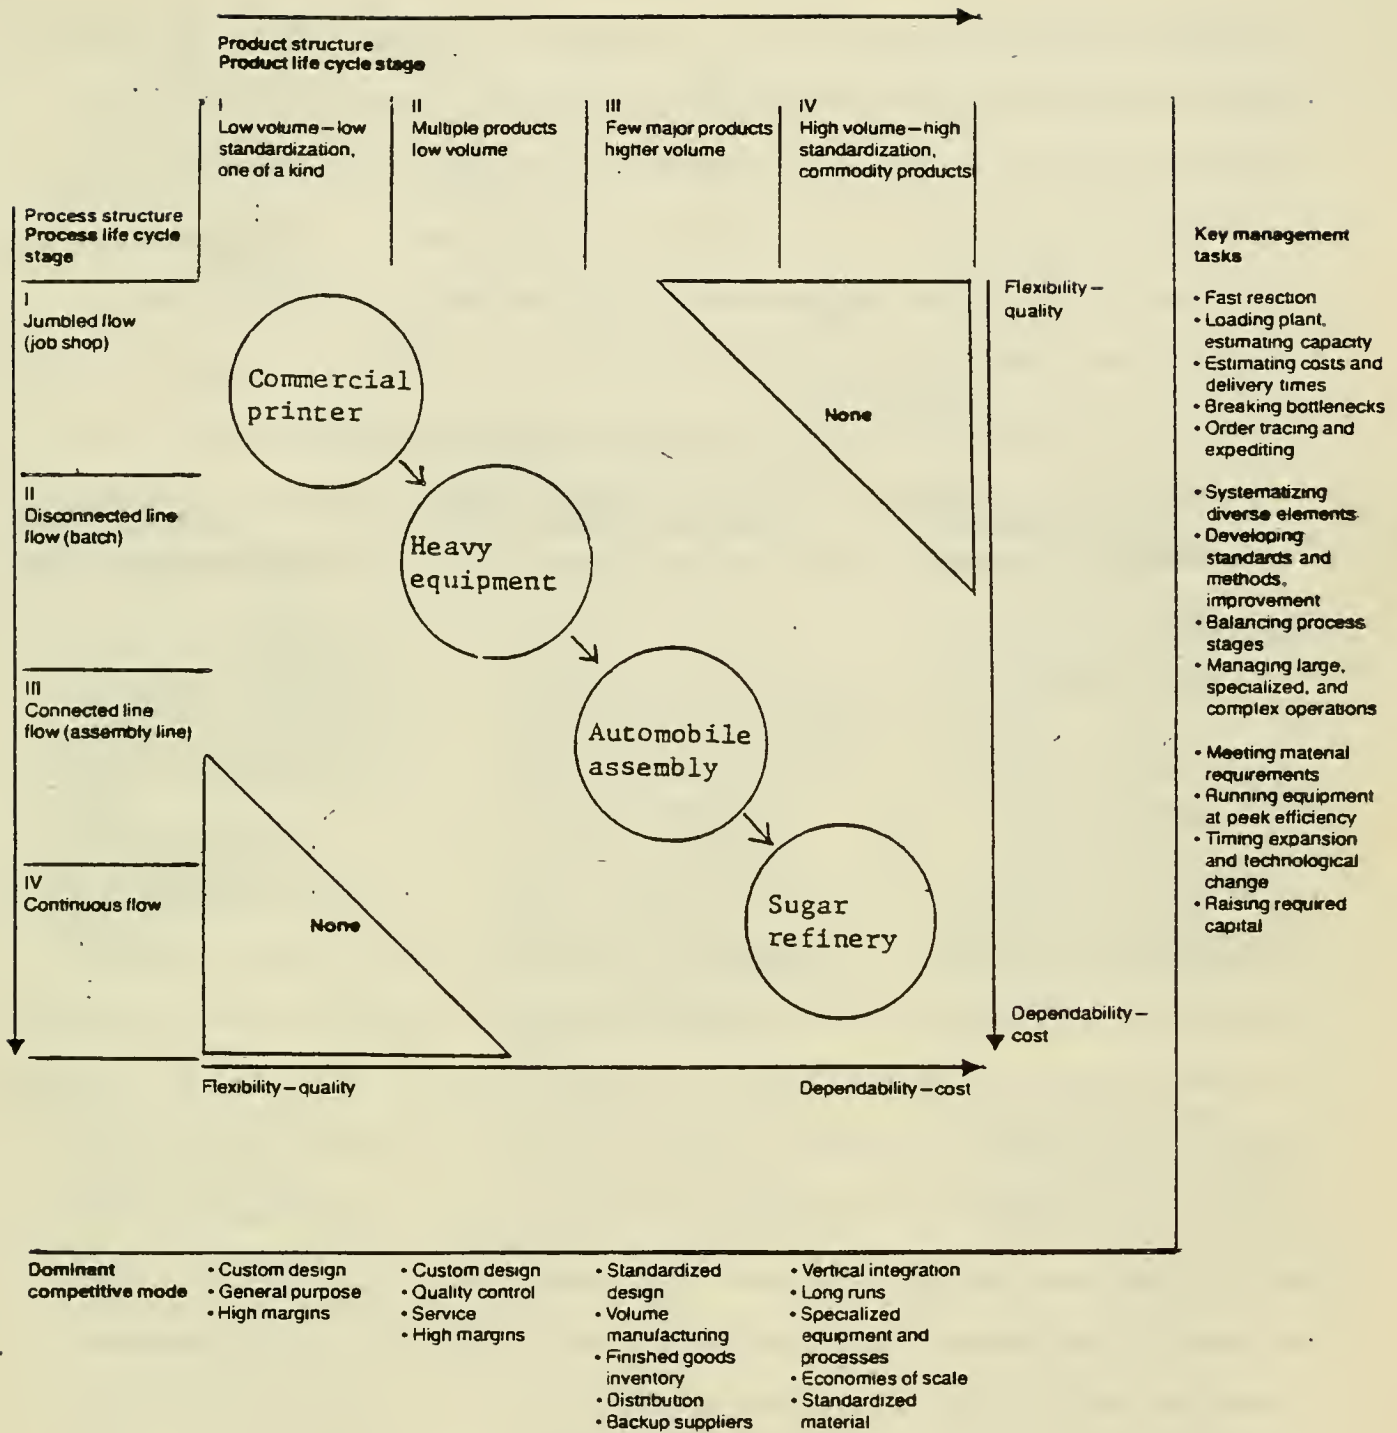 Product structure
Product life cycle stage
I
Low volume–low
standardization,
one of a kind
II
Multiple products
low volume
III
Few major products
higher volume
IV
High volume–high
standardization,
commodity products
Process structure
Process life cycle
stage
I
Jumbled flow
(job shop)
II
Disconnected line
flow (batch)
III
Connected line
flow (assembly line)
IV
Continuous flow
Commercial
printer
Heavy
equipment
Automobile
assembly
Sugar
refinery
None
None
Flexibility–
quality
Dependability–
cost
Flexibility–quality
Dependability–cost
Key management
tasks
• Fast reaction
• Loading plant,
estimating capacity
• Estimating costs and
delivery times
• Breaking bottlenecks
• Order tracing and
expediting
• Systematizing
diverse elements
• Developing
standards and
methods,
improvement
• Balancing process
stages
• Managing large,
specialized, and
complex operations
• Meeting material
requirements
• Running equipment
at peek efficiency
• Timing expansion
and technological
change
• Raising required
capital
Dominant
competitive mode
• Custom design
• General purpose
• High margins
• Custom design
• Quality control
• Service
• High margins
• Standardized
design
• Volume
manufacturing
• Finished goods
inventory
• Distribution
• Backup suppliers
• Vertical integration
• Long runs
• Specialized
equipment and
processes
• Economies of scale
• Standardized
material